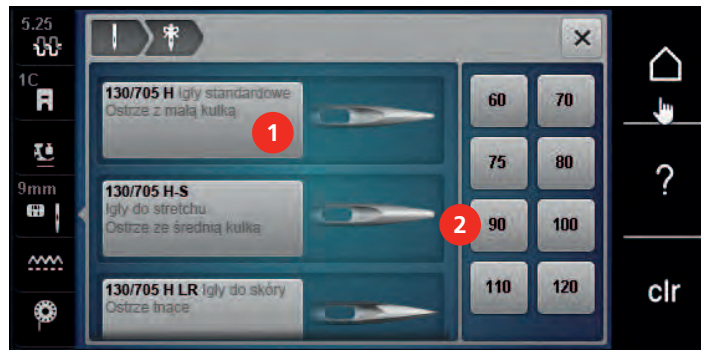 5.25
1C
9mm
130/705 H Igły standardowe
Ostrze z małą kulką
1
130/705 H-S
Igły do stretchu
Ostrze ze średnią kulką
2
130/705 H LR Igły do skóry
Ostrze tnące
60 70
75 80
90 100
110 120
?
clr